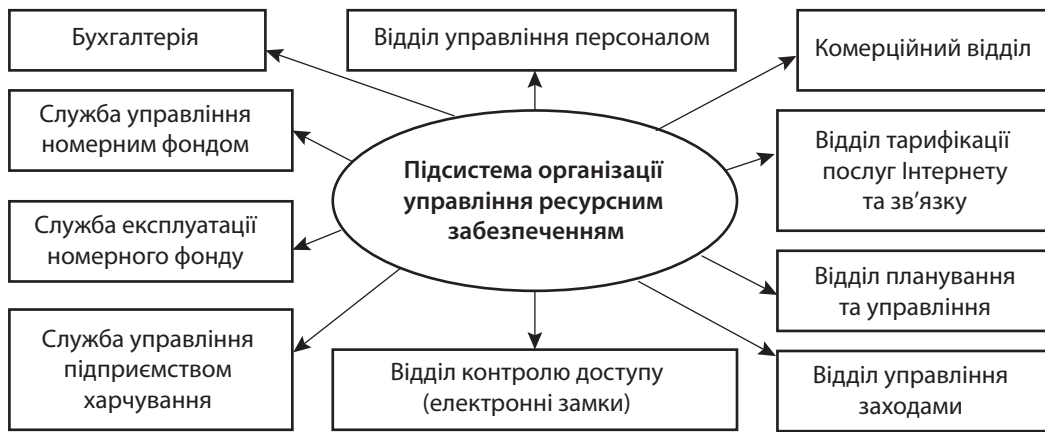 Бухгалтерія
Відділ управління персоналом
Комерційний відділ
Служба управління
номерним фондом
Підсистема організації
управління ресурсним
забезпеченням
Відділ тарифікації
послуг Інтернету
та зв’язку
Служба експлуатації
номерного фонду
Відділ планування
та управління
Служба управління
підприємством
харчування
Відділ контролю доступу
(електронні замки)
Відділ управління
заходами